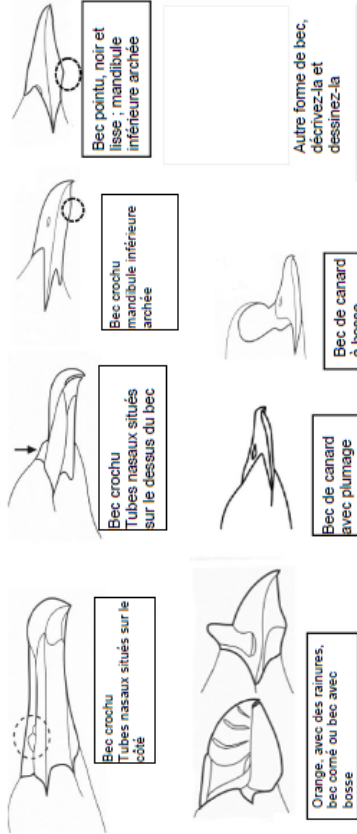 Bec crochu
Tubes nasaux situés sur le
côté
Bec crochu
Tubes nasaux situés
sur le dessus du bec
Bec crochu
mandibule inférieure
archée
Bec pointu, noir et
lisse ; mandibule
inférieure archée
Orange, avec des rainures,
bec corné ou bec avec
bosse
Bec de canard
avec plumage
Bec de canard
à bosse
Autre forme de bec,
décrivez-la et
dessinez-la